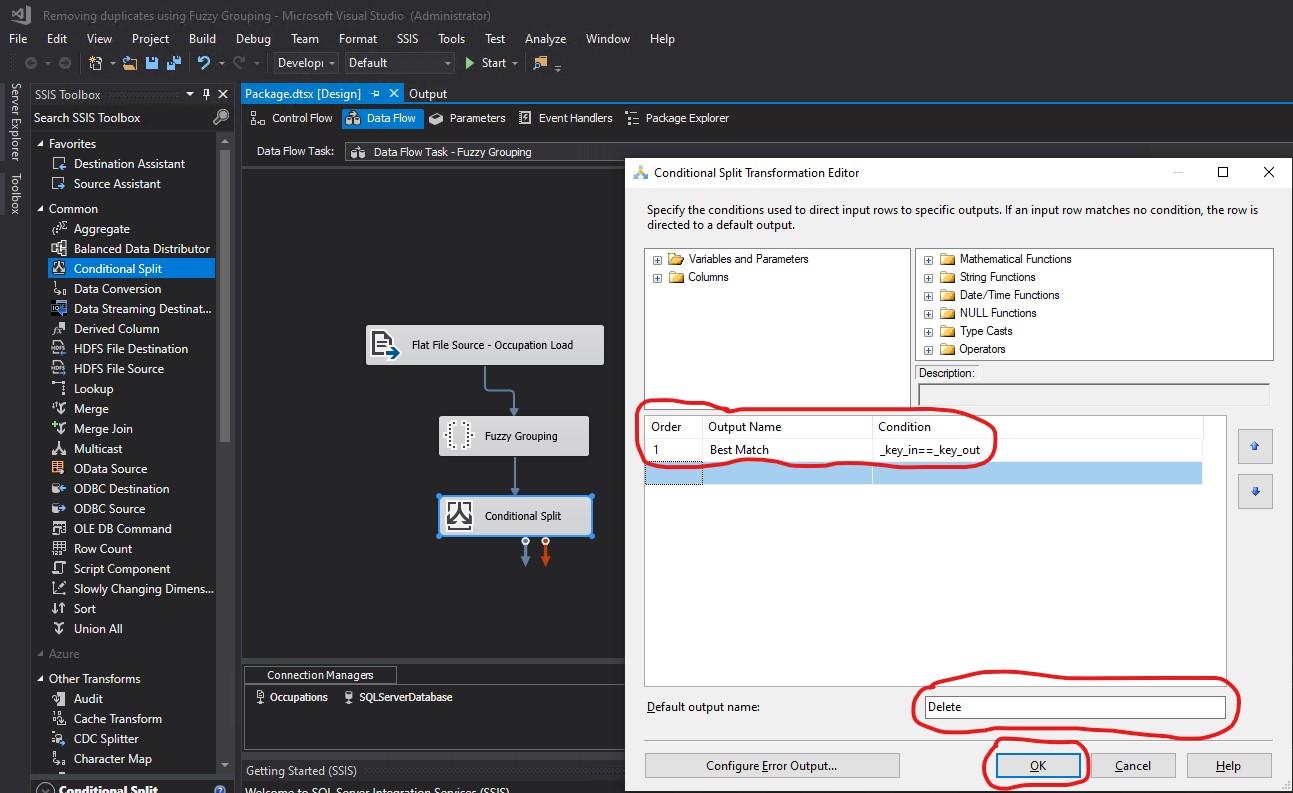 Removing duplicates using Fuzzy Grouping - Microsoft Visual Studio (Administrator)
File Edit View Project Build Debug Team Format SSIS Tools Test Analyze Window Help
Develop Default Start
Server Explorer
Toolbox
SSIS Toolbox
Search SSIS Toolbox
Favorites
Destination Assistant
Source Assistant
Common
Aggregate
Balanced Data Distributor
Conditional Split
Data Conversion
Data Streaming Destinat...
Derived Column
HDFS File Destination
HDFS File Source
Lookup
Merge
Merge Join
Multicast
OData Source
ODBC Destination
ODBC Source
OLE DB Command
Row Count
Script Component
Slowly Changing Dimens...
Sort
Union All
Azure
Other Transforms
Audit
Cache Transform
CDC Splitter
Character Map
Conditional Split
Package.dtsx [Design] Output
Control Flow Data Flow Parameters Event Handlers Package Explorer
Data Flow Task: Data Flow Task - Fuzzy Grouping
Flat File Source - Occupation Load
Fuzzy Grouping
Conditional Split
Connection Managers
Occupations SQLServerDatabase
Getting Started (SSIS)
Welcome to SQL Server Integration Services (SSIS)
Conditional Split Transformation Editor
Specify the conditions used to direct input rows to specific outputs. If an input row matches no condition, the row is
directed to a default output.
Variables and Parameters
Columns
Mathematical Functions
String Functions
Date/Time Functions
NULL Functions
Type Casts
Operators
Description:
Order Output Name Condition
1 Best Match _key_in==_key_out
Default output name: Delete
Configure Error Output... OK Cancel Help